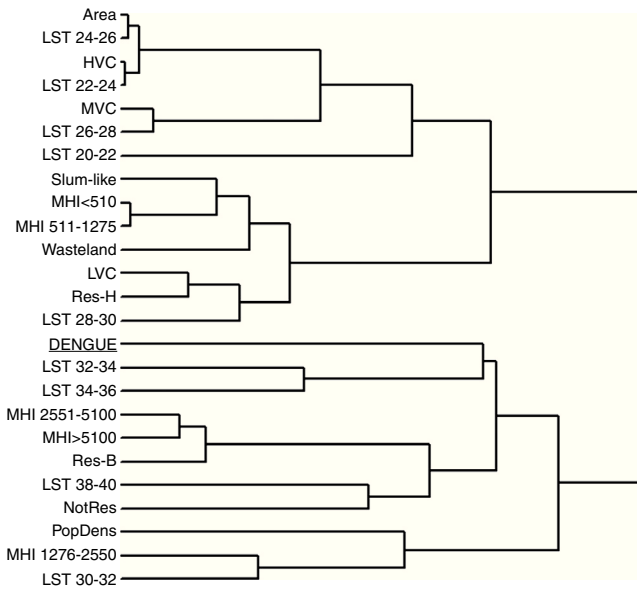 Area
LST 24-26
HVC
LST 22-24
MVC
LST 26-28
LST 20-22
Slum-like
MHI<510
MHI 511-1275
Wasteland
LVC
Res-H
LST 28-30
DENGUE
LST 32-34
LST 34-36
MHI 2551-5100
MHI>5100
Res-B
LST 38-40
NotRes
PopDens
MHI 1276-2550
LST 30-32